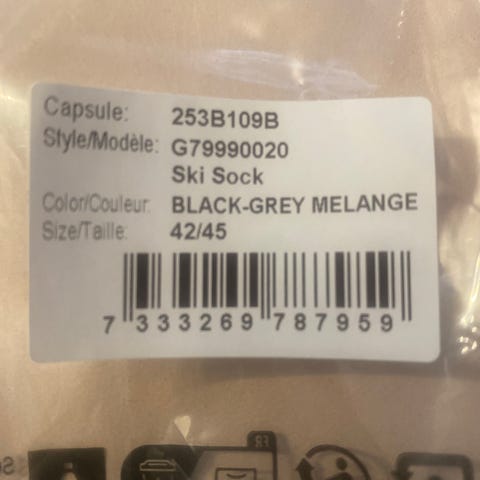 Capsule: 253B109B
Style/Modèle: G79990020
Ski Sock
Color/Couleur: BLACK-GREY MELANGE
Size/Taille: 42/45
7 333269 787959
FR